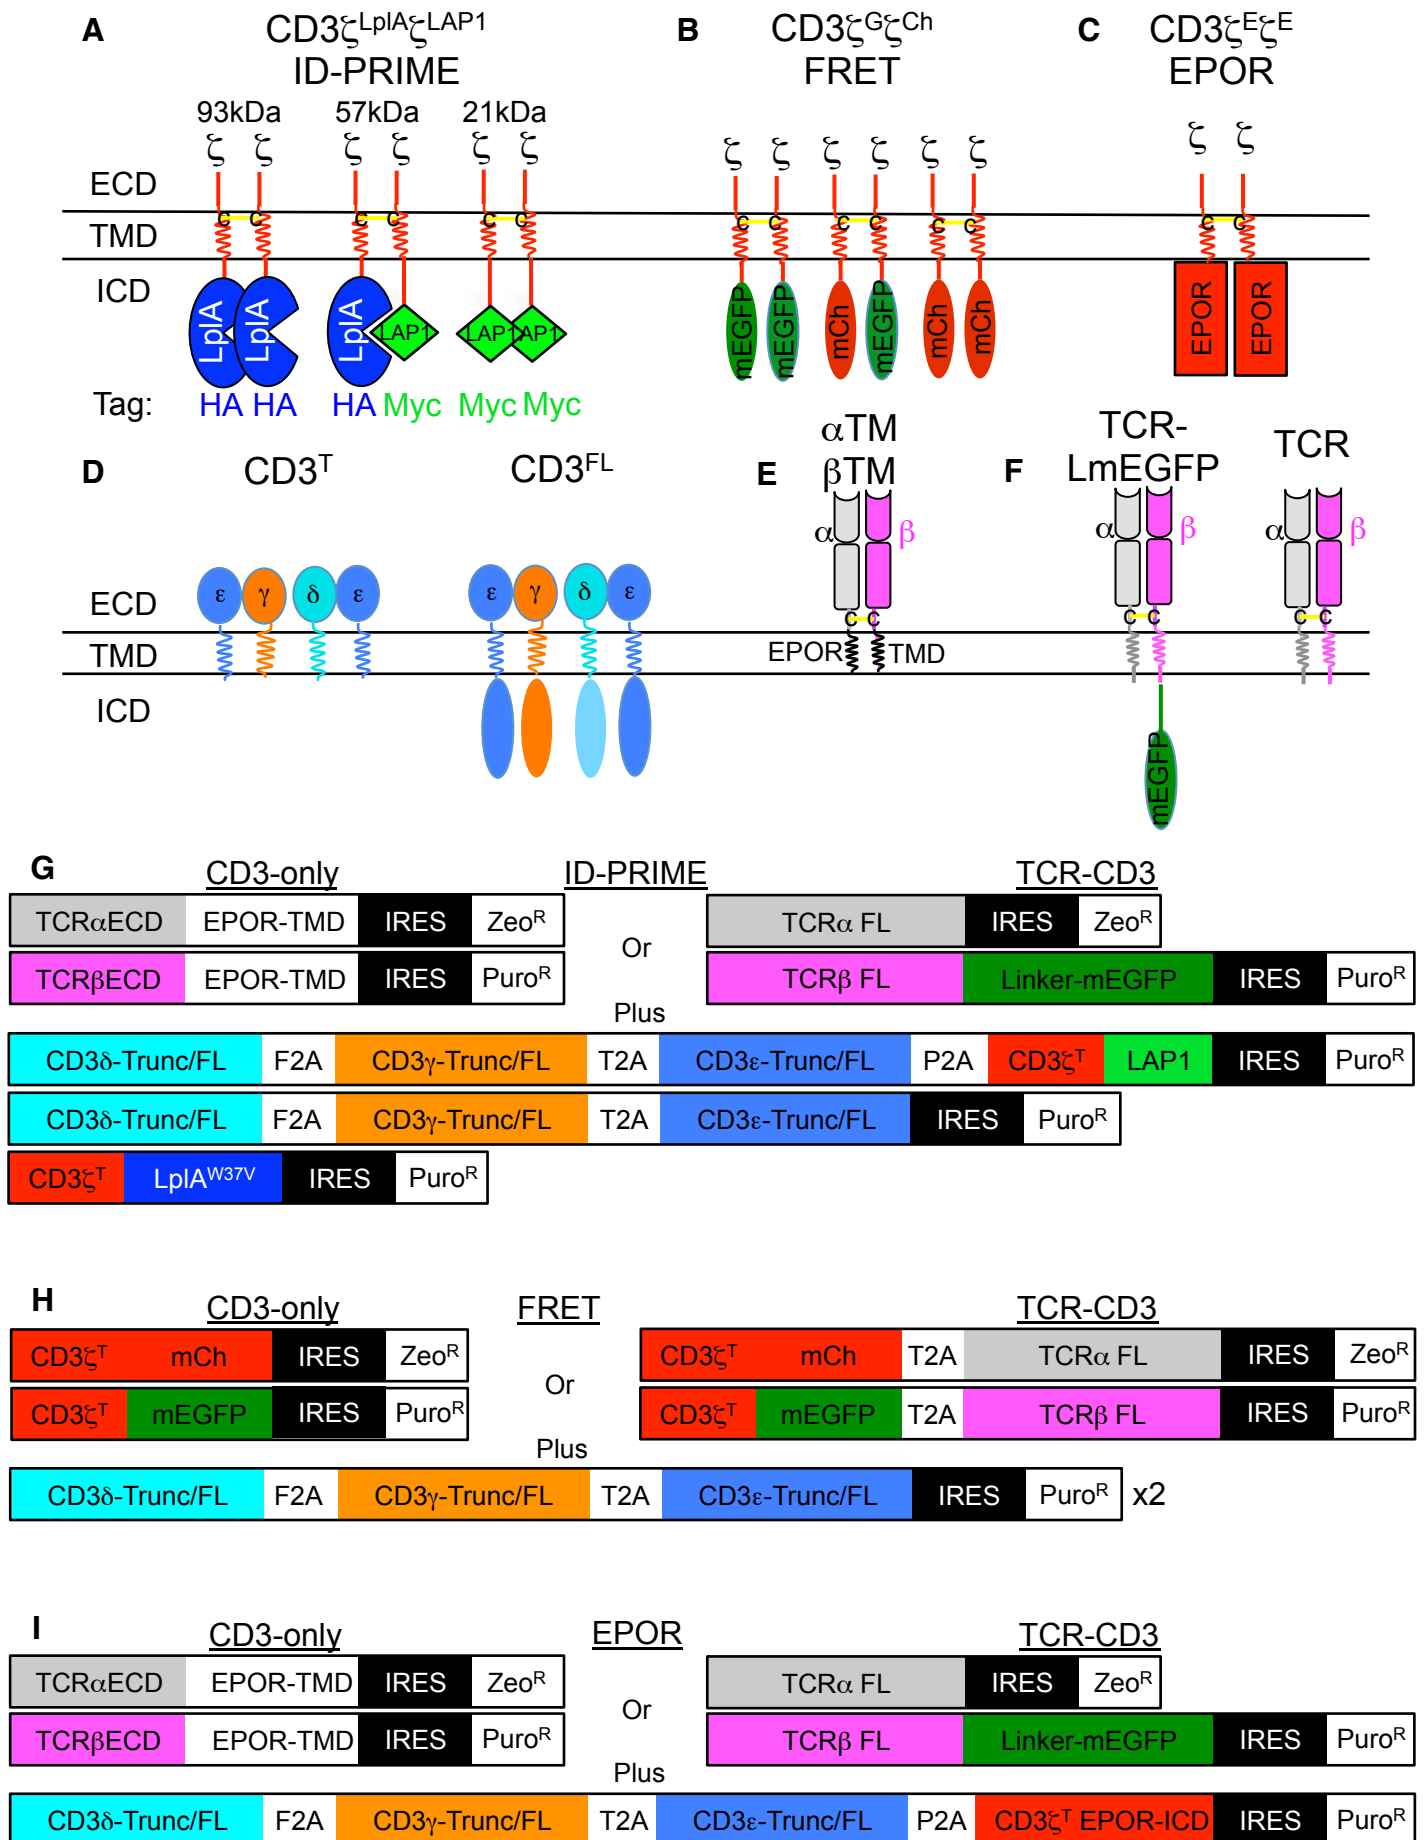 A CD3ζLplAζLAP1 B CD3ζGζCh C CD3ζEζE
ID-PRIME FRET EPOR
93kDa 57kDa 21kDa
ζ ζ ζ ζ ζ ζ ζ ζ ζ ζ ζ ζ ζ ζ
ECD
C C C C C C C C C C C C C C
TMD
ICD
LplA LplA LplA LAP1 LAP1 AP1 mEGFP mEGFP mCh mEGFP mCh mCh EPOR EPOR
Tag: HA HA HA Myc Myc Myc
D CD3T CD3FL E αTM βTM F TCR-LmEGFP TCR
α β α β α β
ε γ δ ε ε γ δ ε
ECD
C C C C C C
TMD EPOR TMD
ICD
mEGFP
G CD3-only ID-PRIME TCR-CD3
TCRαECD EPOR-TMD IRES ZeoR TCRα FL IRES ZeoR
Or
TCRβECD EPOR-TMD IRES PuroR TCRβ FL Linker-mEGFP IRES PuroR
Plus
CD3δ-Trunc/FL F2A CD3γ-Trunc/FL T2A CD3ε-Trunc/FL P2A CD3ζT LAP1 IRES PuroR
CD3δ-Trunc/FL F2A CD3γ-Trunc/FL T2A CD3ε-Trunc/FL IRES PuroR
CD3ζT LplAW37V IRES PuroR
H CD3-only FRET TCR-CD3
CD3ζT mCh IRES ZeoR CD3ζT mCh T2A TCRα FL IRES ZeoR
Or
CD3ζT mEGFP IRES PuroR CD3ζT mEGFP T2A TCRβ FL IRES PuroR
Plus
CD3δ-Trunc/FL F2A CD3γ-Trunc/FL T2A CD3ε-Trunc/FL IRES PuroR x2
I CD3-only EPOR TCR-CD3
TCRαECD EPOR-TMD IRES ZeoR TCRα FL IRES ZeoR
Or
TCRβECD EPOR-TMD IRES PuroR TCRβ FL Linker-mEGFP IRES PuroR
Plus
CD3δ-Trunc/FL F2A CD3γ-Trunc/FL T2A CD3ε-Trunc/FL P2A CD3ζT EPOR-ICD IRES PuroR